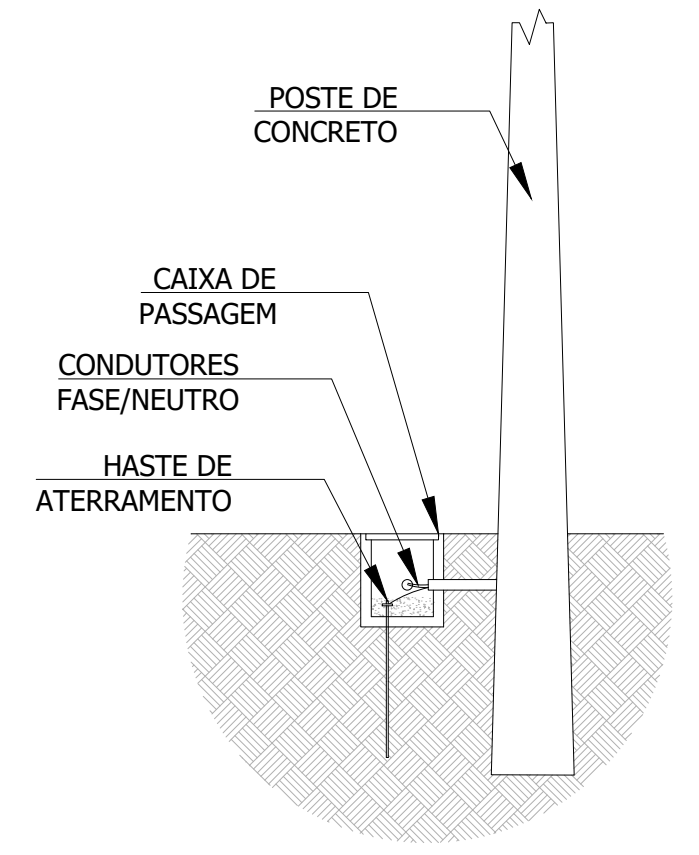 POSTE DE
CONCRETO
CAIXA DE
PASSAGEM
CONDUTORES
FASE/NEUTRO
HASTE DE
ATERRAMENTO